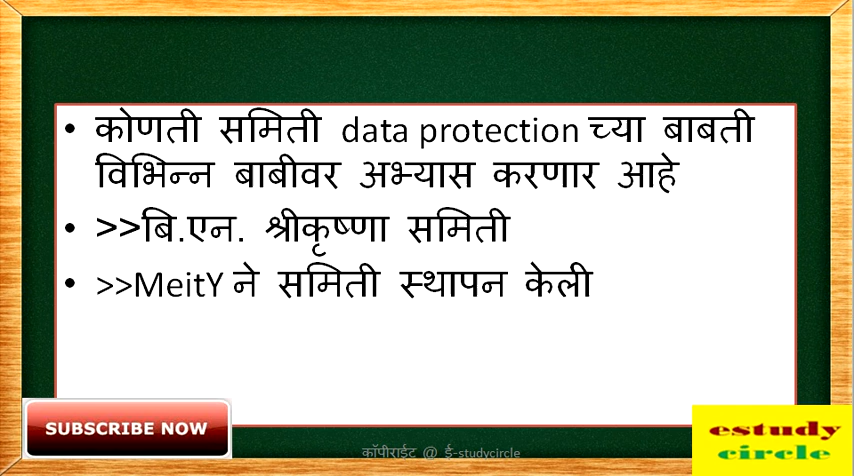 • कोणती समिती data protection च्या बाबती
विभिन्न बाबीवर अभ्यास करणार आहे
• >>बि.एन. श्रीकृष्णा समिती
• >>MeitY ने समिती स्थापन केली
SUBSCRIBE NOW
कॉपीराईट @ ई-studycircle
estudy
circle